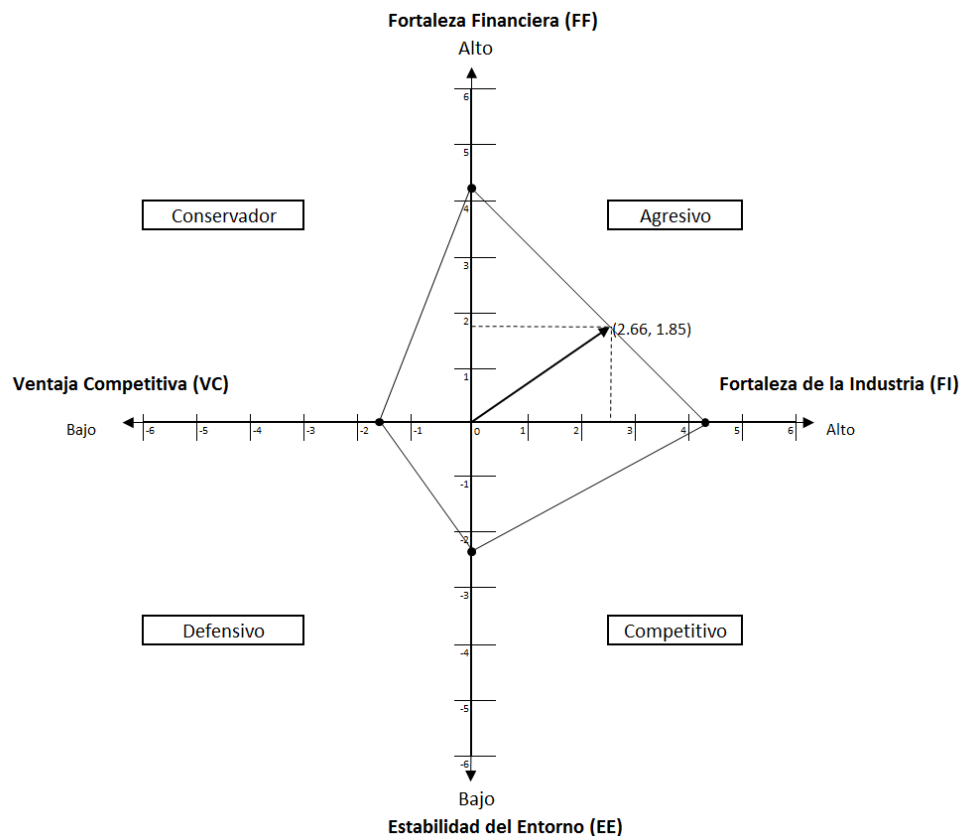 Fortaleza Financiera (FF)
Alto
6
5
4
3
2
1
Conservador
Agresivo
(2.66, 1.85)
Ventaja Competitiva (VC)
Fortaleza de la Industria (FI)
Bajo
-6 -5 -4 -3 -2 -1 0 1 2 3 4 5 6
Alto
-1
-2
-3
-4
-5
-6
Defensivo
Competitivo
Bajo
Estabilidad del Entorno (EE)